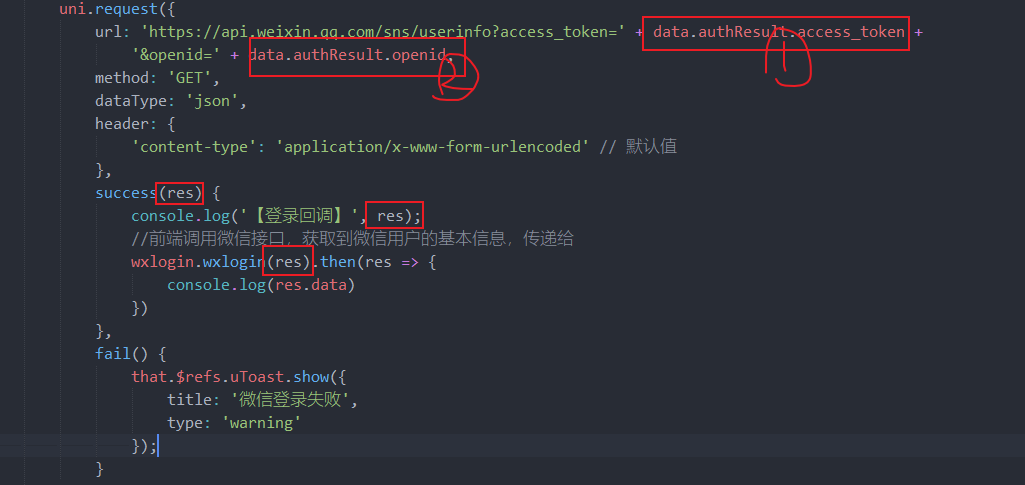 uni.request({
url: 'https://api.weixin.qq.com/sns/userinfo?access_token=' + data.authResult.access_token +
'&openid=' + data.authResult.openid,
method: 'GET',
dataType: 'json',
header: {
'content-type': 'application/x-www-form-urlencoded' // 默认值
},
success(res) {
console.log('【登录回调】', res);
//前端调用微信接口，获取到微信用户的基本信息，传递给
wxlogin.wxlogin(res).then(res => {
console.log(res.data)
})
},
fail() {
that.$refs.uToast.show({
title: '微信登录失败',
type: 'warning'
});
}
1
2